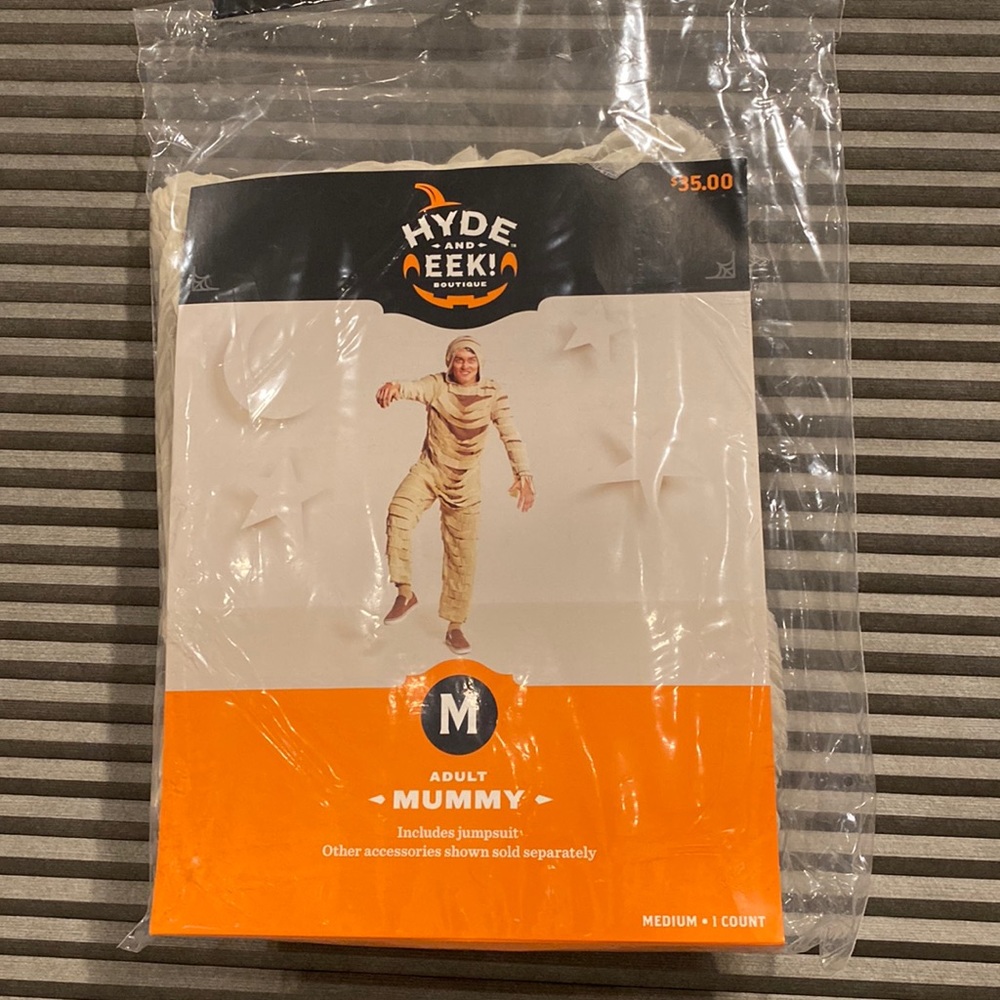 $35.00
HYDE
AND
EEK!
BOUTIQUE
M
ADULT
MUMMY
Includes jumpsuit
Other accessories shown sold separately
MEDIUM • 1 COUNT